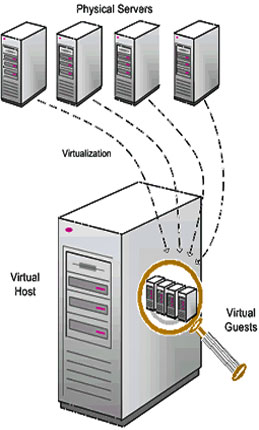 Physical Servers
Virtualization
Virtual
Host
Virtual
Guests